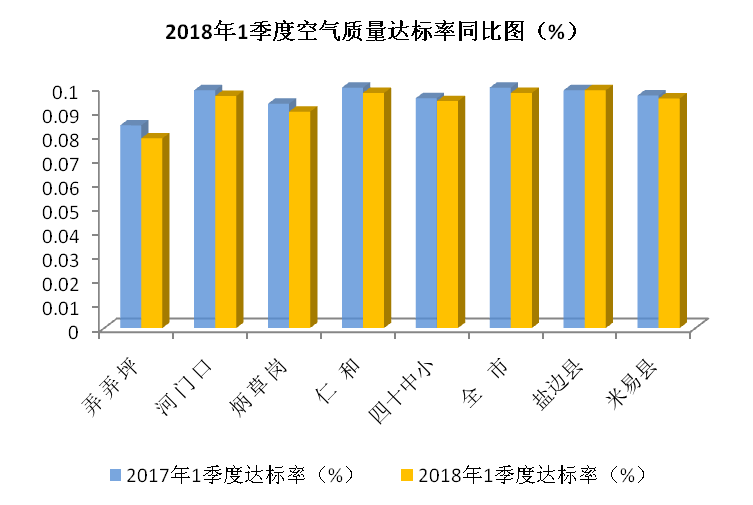 2018年1季度空气质量达标率同比图（%）
0.1
0.09
0.08
0.07
0.06
0.05
0.04
0.03
0.02
0.01
0
弄弄坪
河门口
炳草岗
仁 和
四十中小
全 市
盐边县
米易县
2017年1季度达标率（%）
2018年1季度达标率（%）